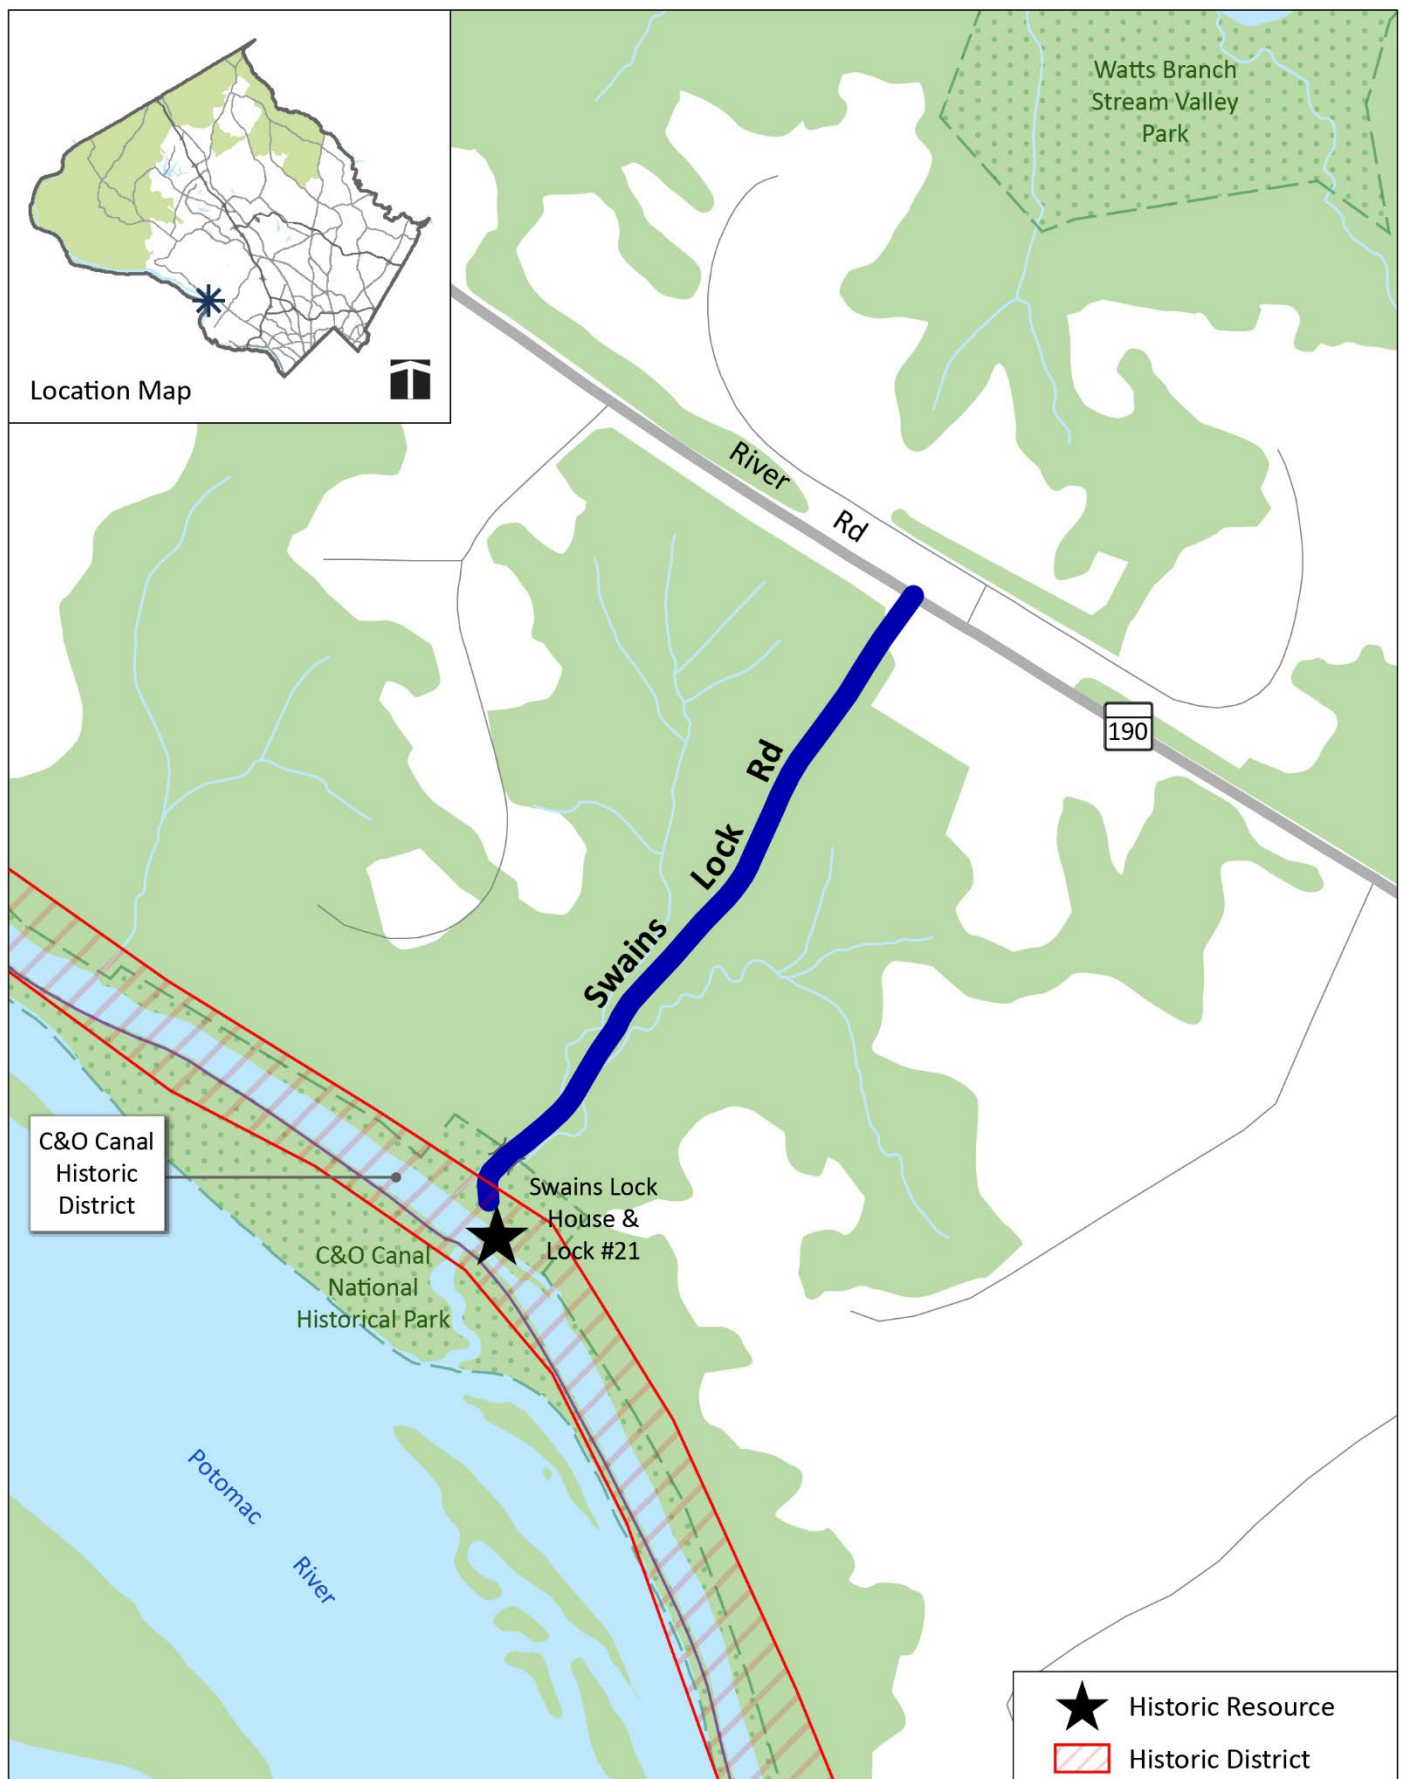 Location Map
Watts Branch
Stream Valley
Park
River
Rd
190
Swains Lock Rd
C&O Canal
Historic
District
Swains Lock
House &
Lock #21
C&O Canal
National
Historical Park
Potomac
River
Historic Resource
Historic District